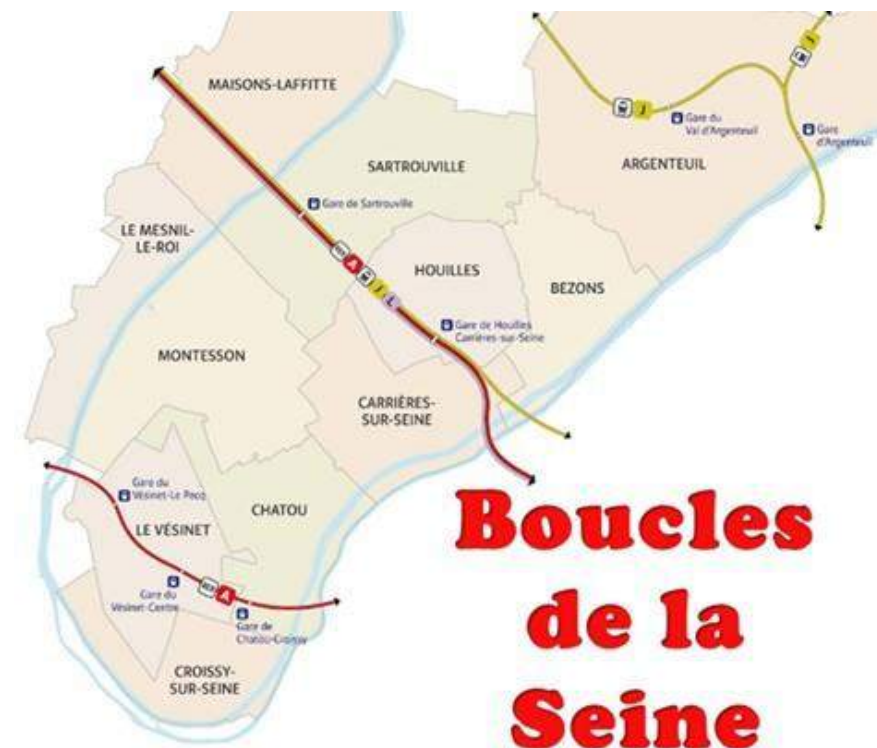 MAISONS-LAFFITTE
SARTROUVILLE
Gare de Sartrouville
LE MESNIL-
LE-ROI
RER
A
J
L
HOUILLES
Gare de Houilles
Carrières-sur-Seine
BEZONS
J
Gare du
Val d'Argenteuil
J
Gare
d'Argenteuil
ARGENTEUIL
MONTESSON
CARRIÈRES-
SUR-SEINE
Gare du
Vésinet-Le Pecq
LE VÉSINET
CHATOU
Gare du
Vésinet-Centre
RER
A
Gare de
Chatou-Croissy
CROISSY-
SUR-SEINE
Boucles
de la
Seine